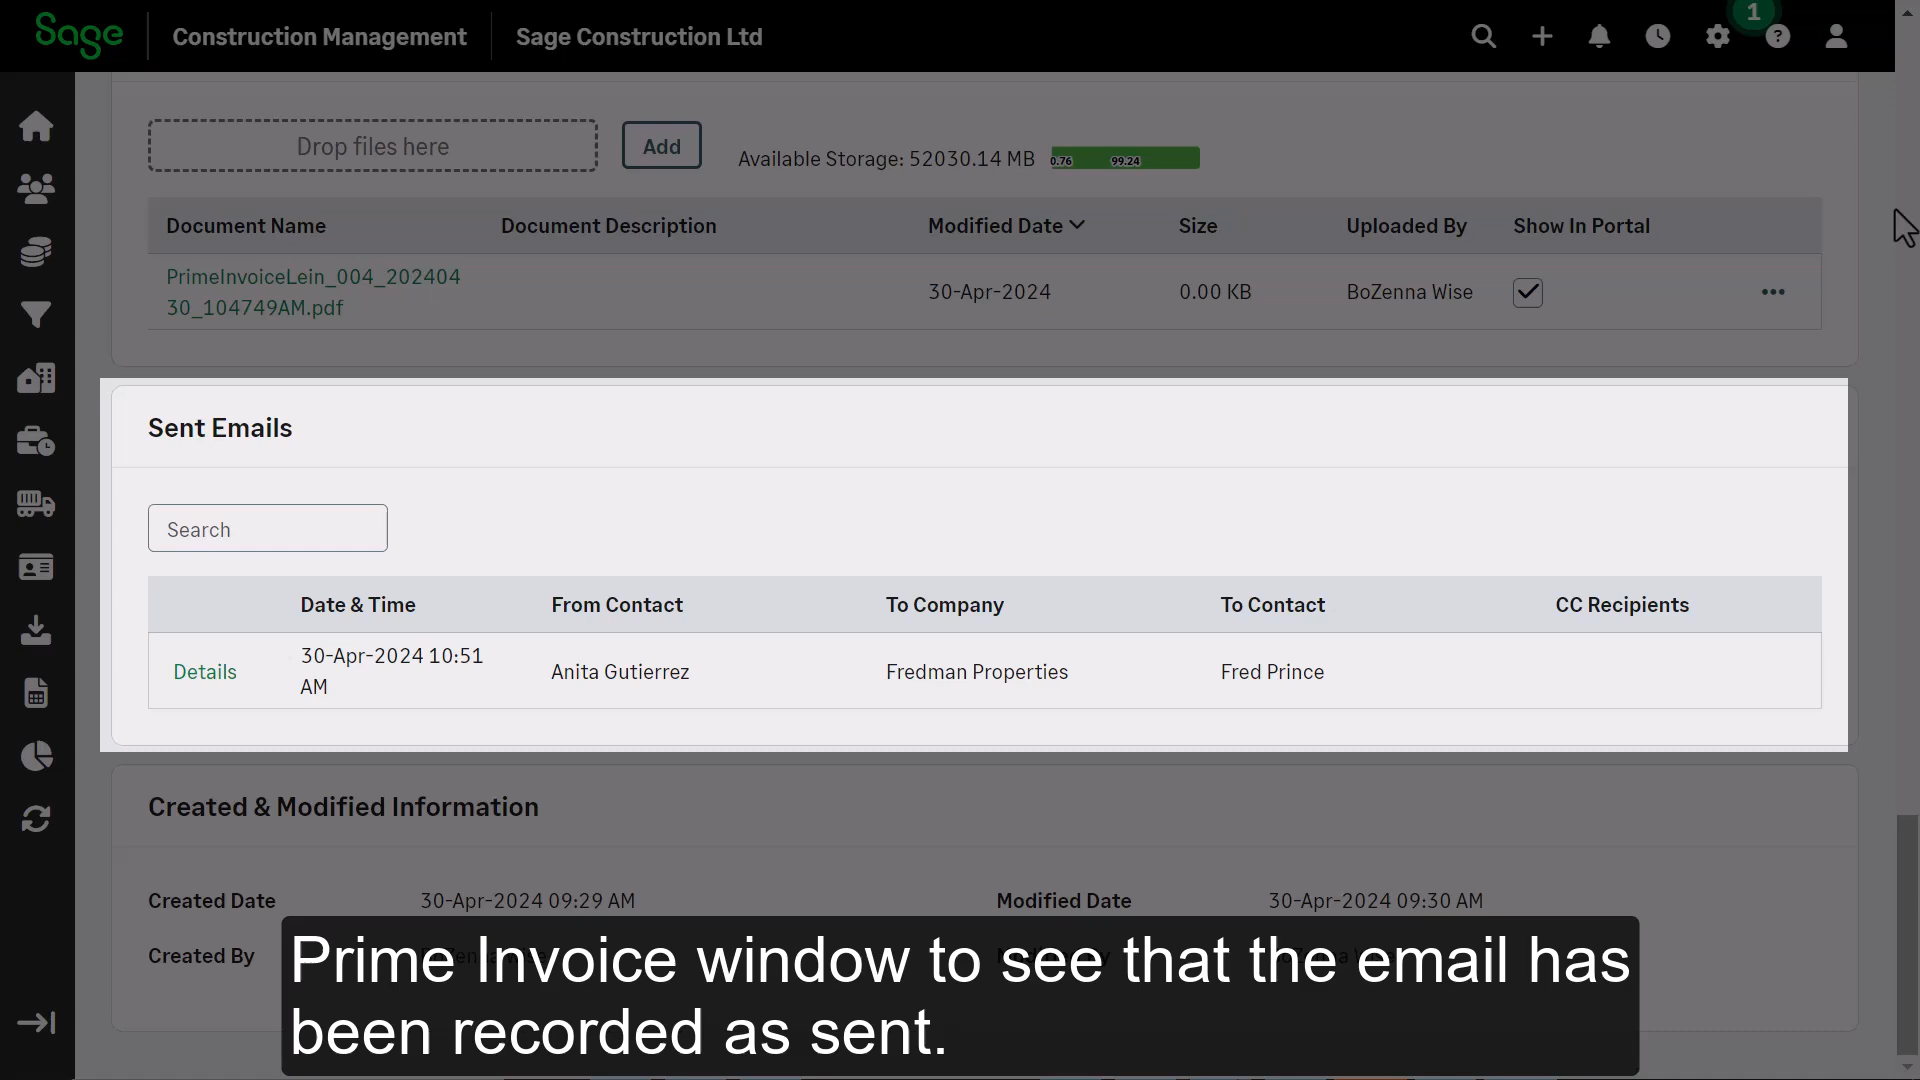 Sage
Construction Management
Sage Construction Ltd
1
?
Drop files here
Add
Available Storage: 52030.14 MB
0.76
99.24
Document Name
Document Description
Modified Date
Size
Uploaded By
Show In Portal
PrimeInvoiceLein_004_202404
30_104749AM.pdf
30-Apr-2024
0.00 KB
BoZenna Wise
Sent Emails
Search
Date & Time
From Contact
To Company
To Contact
CC Recipients
Details
30-Apr-2024 10:51
AM
Anita Gutierrez
Fredman Properties
Fred Prince
Created & Modified Information
Created Date
30-Apr-2024 09:29 AM
Modified Date
30-Apr-2024 09:30 AM
Created By
Prime Invoice window to see that the email has
been recorded as sent.